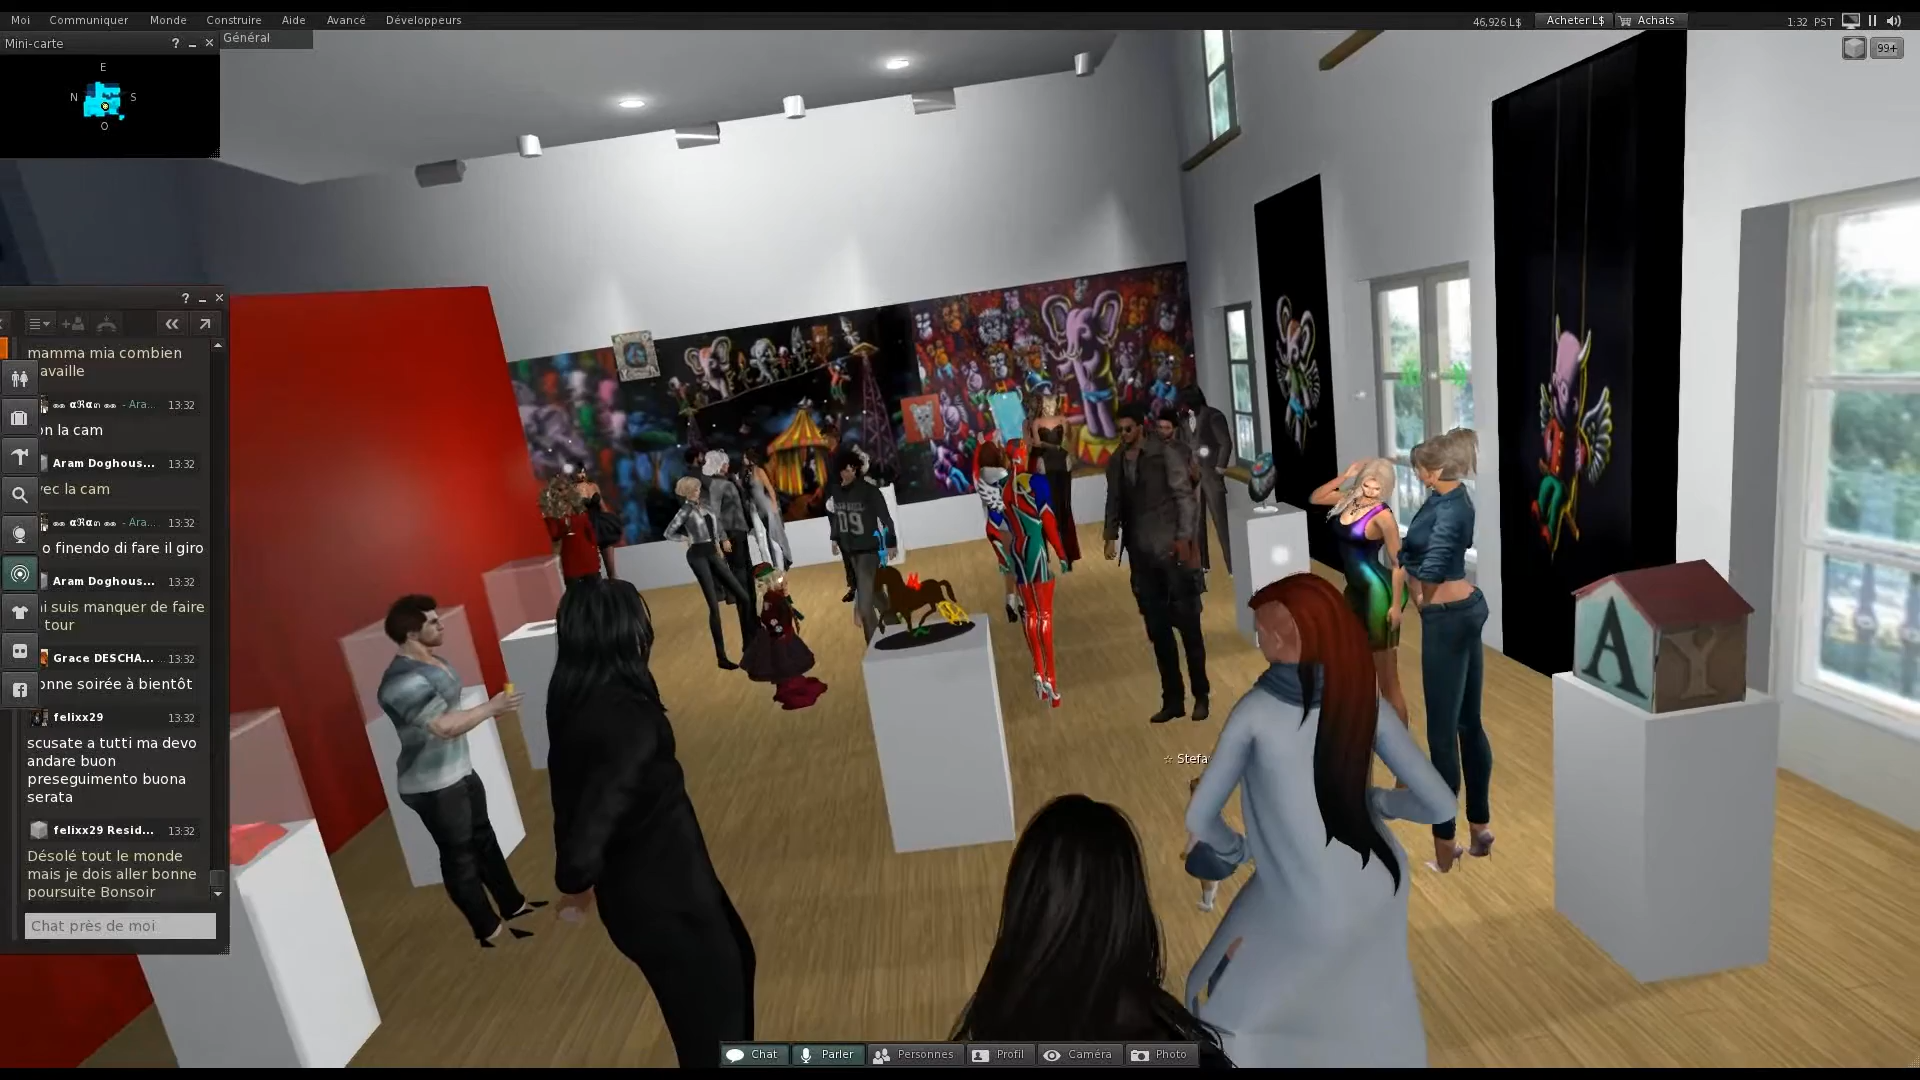 Moi Communiquer Monde Construire Aide Avancé Développeurs
46,926 L$ Acheter L$ Achats 1:32 PST
Mini-carte ?
Général
99+
E
N S
O
?
mamma mia combien
availle
- Ara... 13:32
on la cam
Aram Doghous... 13:32
vec la cam
- Ara... 13:32
o finendo di fare il giro
Aram Doghous... 13:32
i suis manquer de faire
tour
Grace DESCHA... 13:32
onne soirée à bientôt
felixx29 13:32
scusate a tutti ma devo
andare buon
preseguimento buona
serata
felixx29 Resid... 13:32
Désolé tout le monde
mais je dois aller bonne
poursuite Bonsoir
Chat près de moi
09
☆ Stefa
A Y
Chat Parler Personnes Profil Caméra Photo